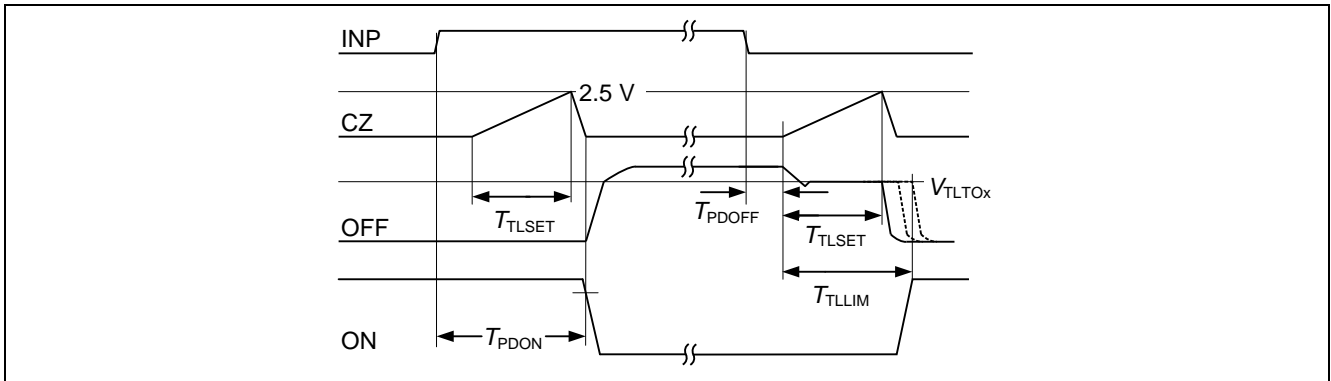 INP
2.5 V
CZ
VTLTOx
TPDOFF
TTLSET
TTLSET
OFF
TTLLIM
TPDON
ON